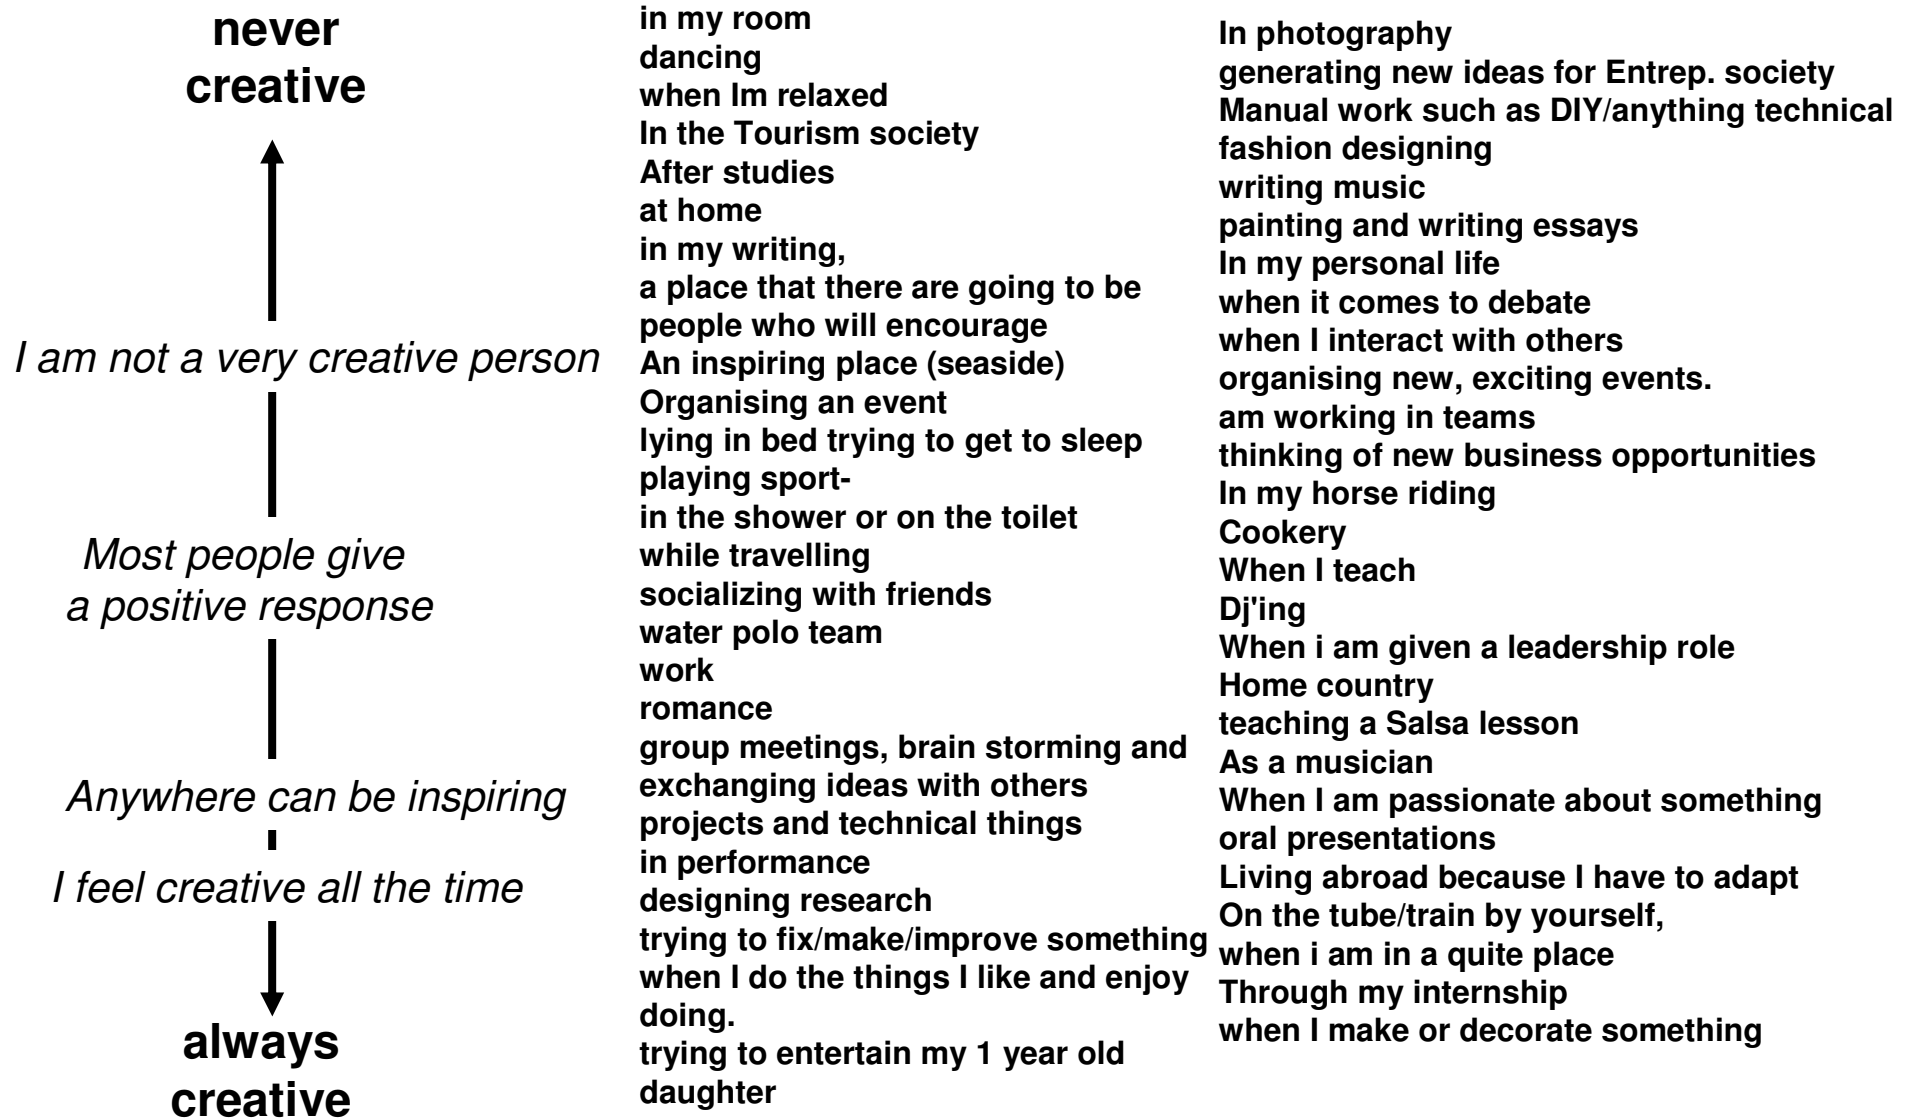 never
creative
I am not a very creative person
Most people give
a positive response
Anywhere can be inspiring
I feel creative all the time
always
creative
in my room
dancing
when Im relaxed
In the Tourism society
After studies
at home
in my writing,
a place that there are going to be
people who will encourage
An inspiring place (seaside)
Organising an event
lying in bed trying to get to sleep
playing sport-
in the shower or on the toilet
while travelling
socializing with friends
water polo team
work
romance
group meetings, brain storming and
exchanging ideas with others
projects and technical things
in performance
designing research
trying to fix/make/improve something
when I do the things I like and enjoy
doing.
trying to entertain my 1 year old
daughter
In photography
generating new ideas for Entrep. society
Manual work such as DIY/anything technical
fashion designing
writing music
painting and writing essays
In my personal life
when it comes to debate
when I interact with others
organising new, exciting events.
am working in teams
thinking of new business opportunities
In my horse riding
Cookery
When I teach
Dj'ing
When i am given a leadership role
Home country
teaching a Salsa lesson
As a musician
When I am passionate about something
oral presentations
Living abroad because I have to adapt
On the tube/train by yourself,
when i am in a quite place
Through my internship
when I make or decorate something